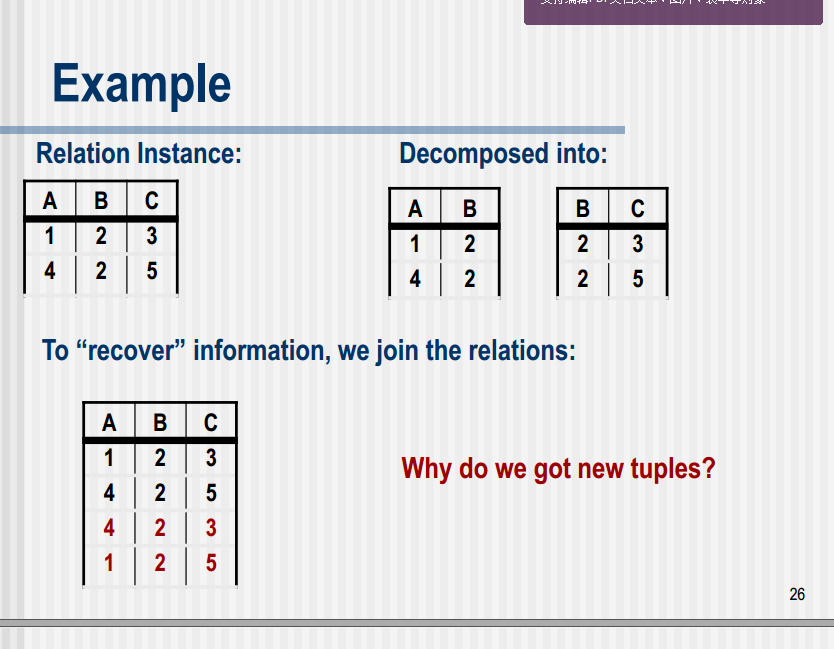 Example
Relation Instance:
Decomposed into:
A B C
1 2 3
4 2 5
A B
1 2
4 2
B C
2 3
2 5
To “recover” information, we join the relations:
A B C
1 2 3
4 2 5
4 2 3
1 2 5
Why do we got new tuples?
26